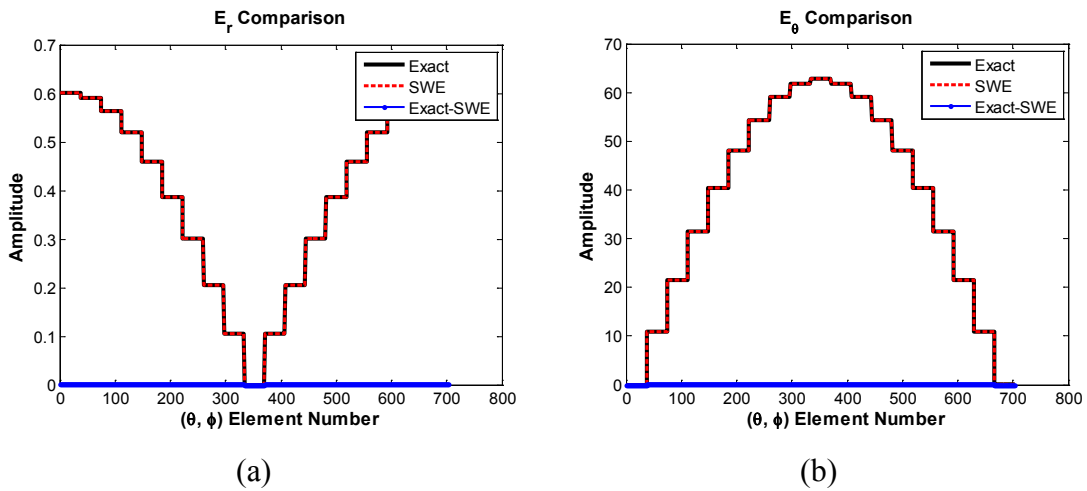 E_r Comparison
0.7
0.6
0.5
0.4
0.3
0.2
0.1
0
Amplitude
Exact
SWE
Exact-SWE
0 100 200 300 400 500 600 700 800
(θ, ϕ) Element Number
(a)
E_θ Comparison
70
60
50
40
30
20
10
0
Amplitude
Exact
SWE
Exact-SWE
0 100 200 300 400 500 600 700 800
(θ, ϕ) Element Number
(b)